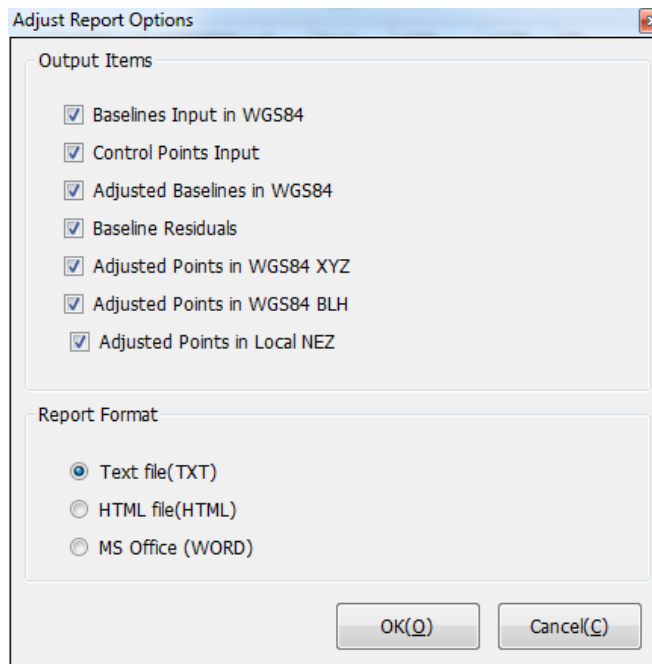 Adjust Report Options
Output Items
Baselines Input in WGS84
Control Points Input
Adjusted Baselines in WGS84
Baseline Residuals
Adjusted Points in WGS84 XYZ
Adjusted Points in WGS84 BLH
Adjusted Points in Local NEZ
Report Format
Text file(TXT)
HTML file(HTML)
MS Office (WORD)
OK(O) Cancel(C)